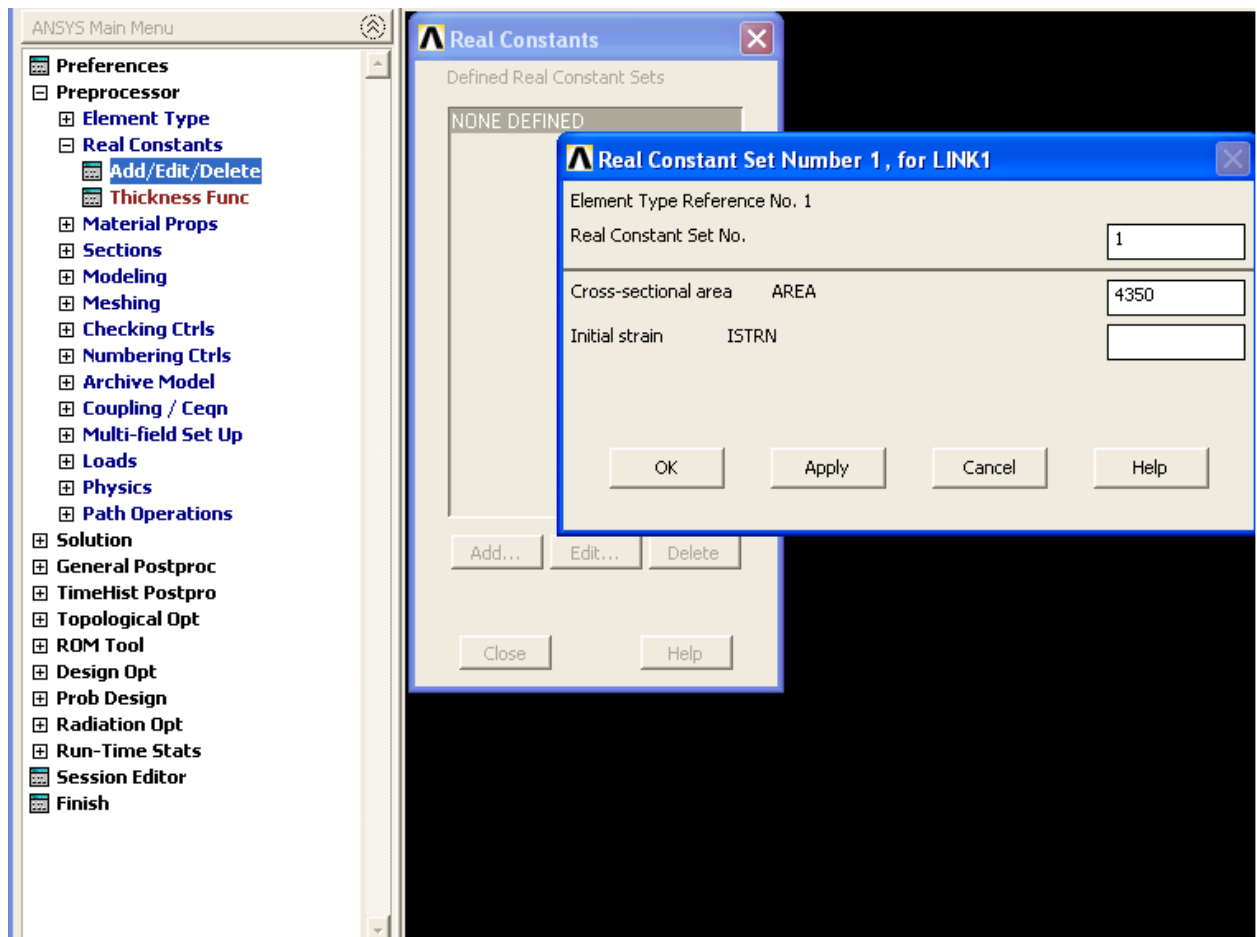 ANSYS Main Menu
Preferences
Preprocessor
Element Type
Real Constants
Add/Edit/Delete
Thickness Func
Material Props
Sections
Modeling
Meshing
Checking Ctrls
Numbering Ctrls
Archive Model
Coupling / Ceqn
Multi-field Set Up
Loads
Physics
Path Operations
Solution
General Postproc
TimeHist Postpro
Topological Opt
ROM Tool
Design Opt
Prob Design
Radiation Opt
Run-Time Stats
Session Editor
Finish
Real Constants
Defined Real Constant Sets
NONE DEFINED
Add... Edit... Delete
Close Help
Real Constant Set Number 1, for LINK1
Element Type Reference No. 1
Real Constant Set No. 1
Cross-sectional area AREA 4350
Initial strain ISTRN
OK Apply Cancel Help